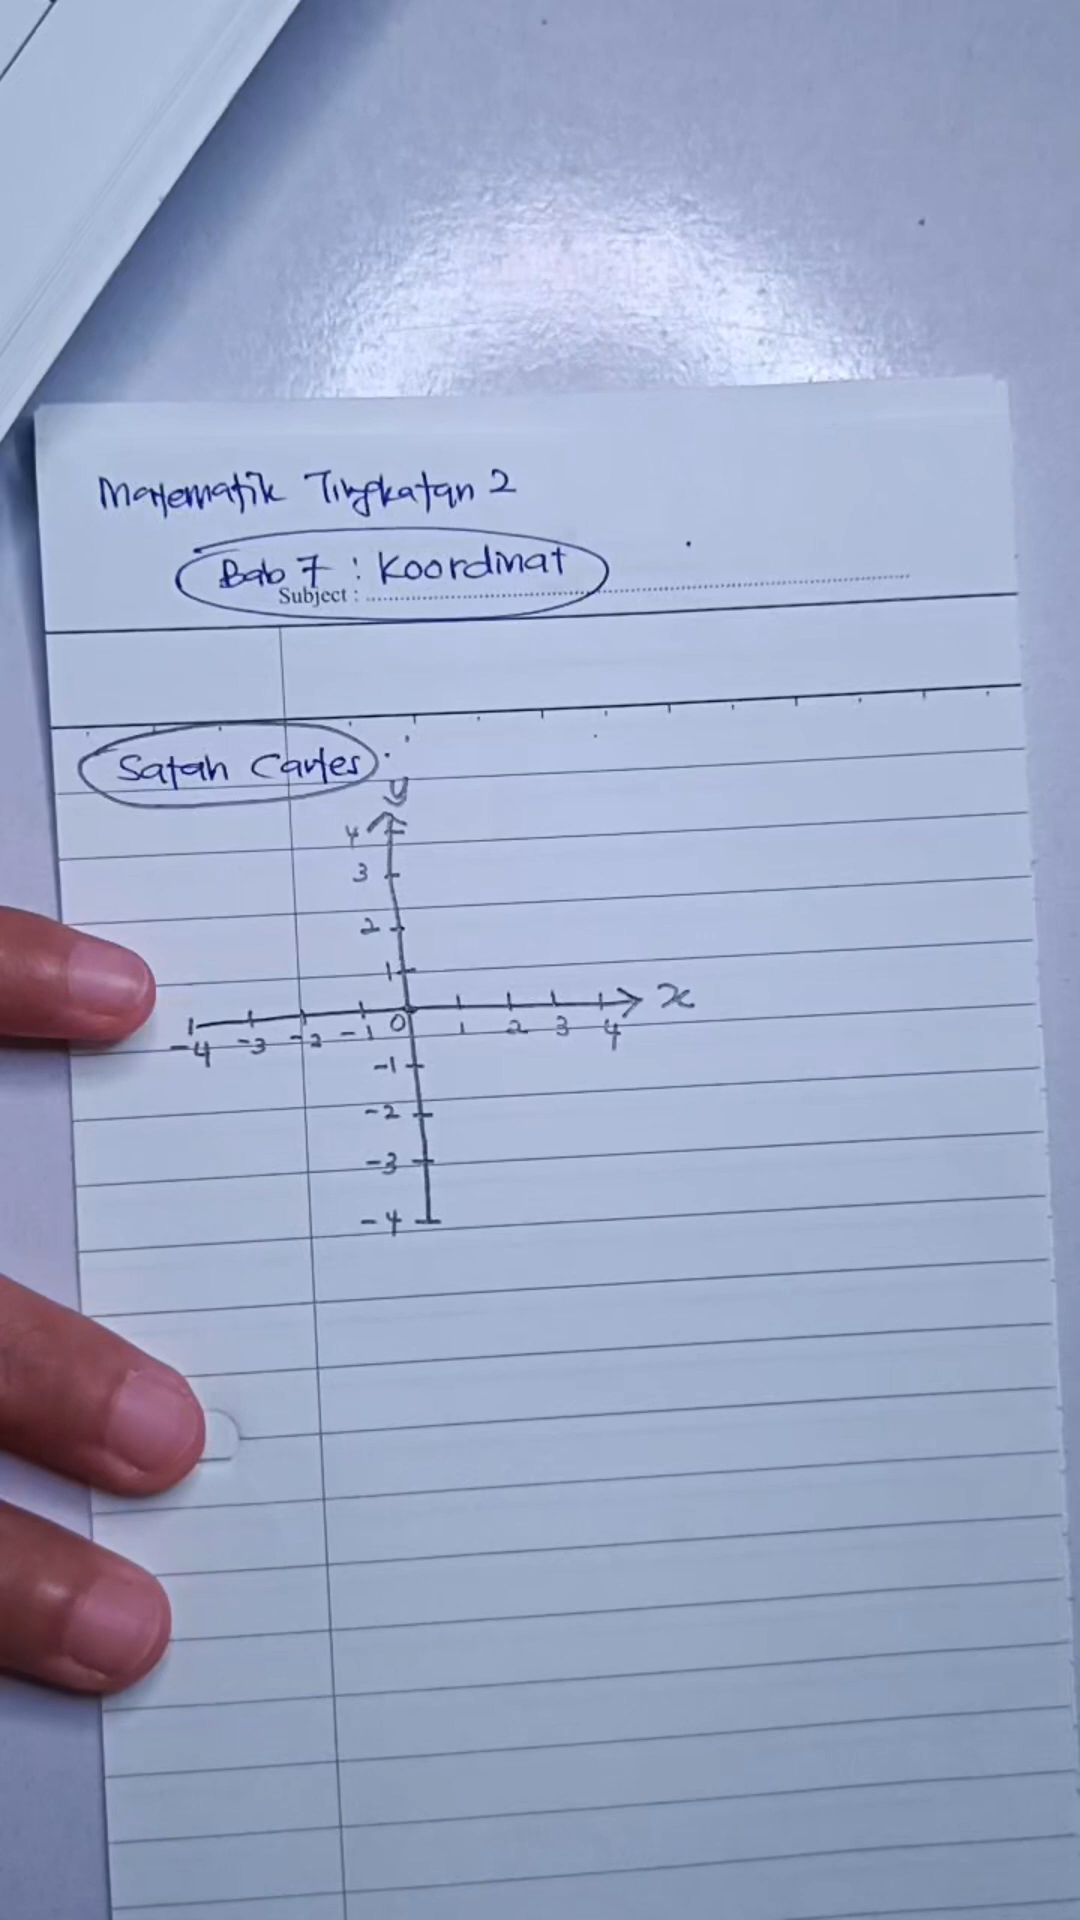 Matematik Tingkatan 2
Bab 7 : Koordinat
Subject :
Satah Cartes
y
4
3
2
1
x
-4 -3 -2 -1 0 1 2 3 4
-1
-2
-3
-4